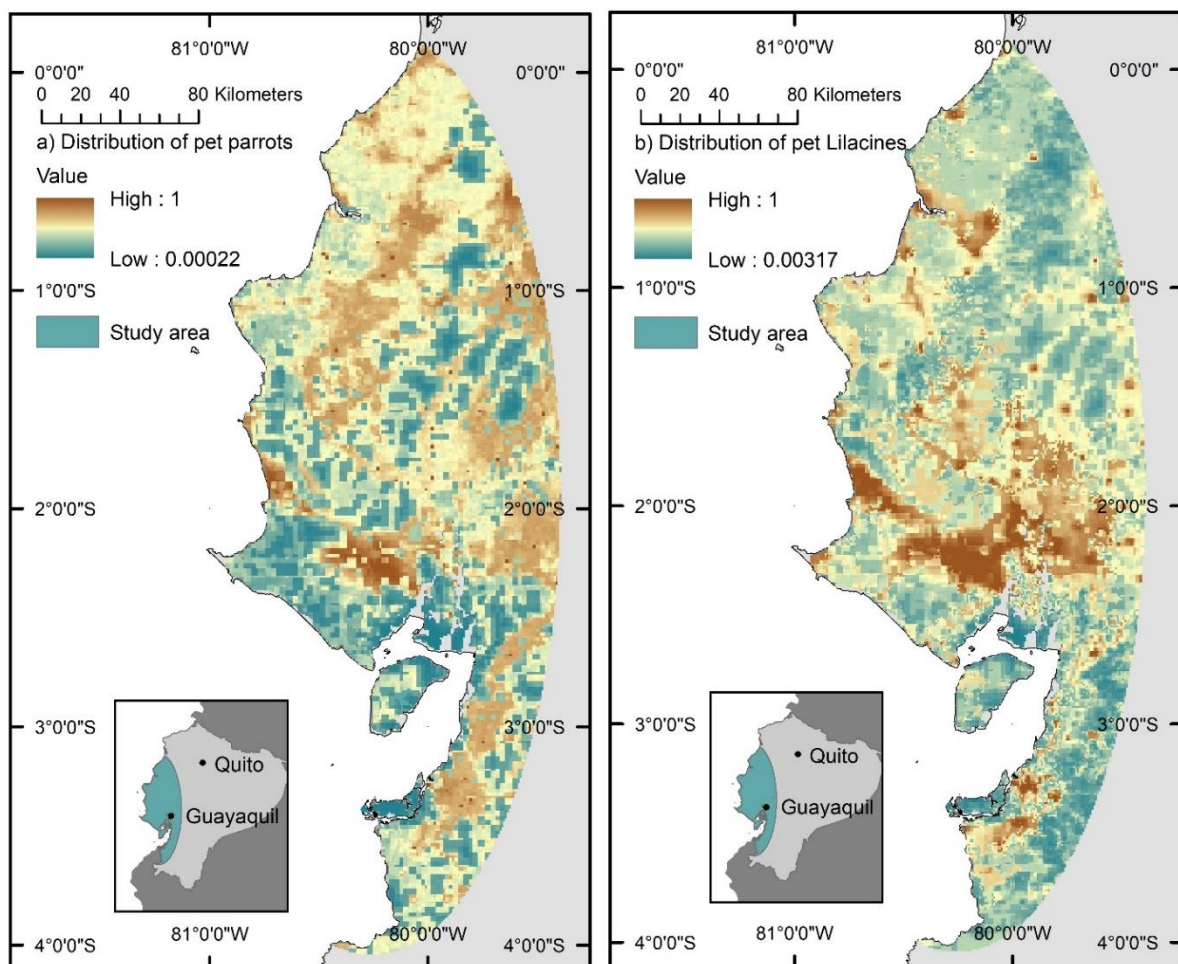 81°0'0"W 80°0'0"W
0°0'0" 0°0'0"
0 20 40 80 Kilometers
a) Distribution of pet parrots
Value
High : 1
Low : 0.00022
1°0'0"S 1°0'0"S
Study area
2°0'0"S 2°0'0"S
3°0'0"S 3°0'0"S
Quito
Guayaquil
81°0'0"W 80°0'0"W
4°0'0"S 4°0'0"S
81°0'0"W 80°0'0"W
0°0'0" 0°0'0"
0 20 40 80 Kilometers
b) Distribution of pet Lilacines
Value
High : 1
Low : 0.00317
1°0'0"S 1°0'0"S
Study area
2°0'0"S 2°0'0"S
3°0'0"S 3°0'0"S
Quito
Guayaquil
81°0'0"W 80°0'0"W
4°0'0"S 4°0'0"S